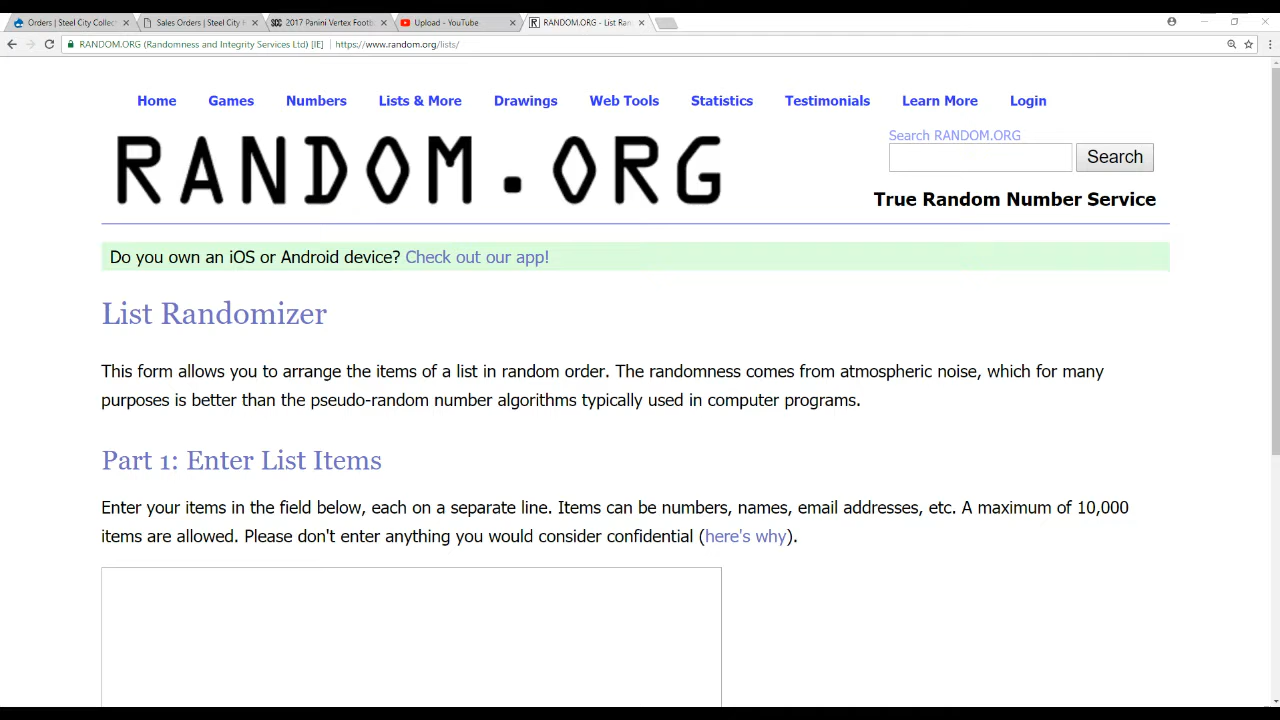 Orders | Steel City Collec
Sales Orders | Steel City
2017 Panini Vertex Footb
Upload - YouTube
RANDOM.ORG - List Ran
RANDOM.ORG (Randomness and Integrity Services Ltd) [IE]
https://www.random.org/lists/
Home Games Numbers Lists & More Drawings Web Tools Statistics Testimonials Learn More Login
RANDOM.ORG
Search RANDOM.ORG
Search
True Random Number Service
Do you own an iOS or Android device? Check out our app!
List Randomizer
This form allows you to arrange the items of a list in random order. The randomness comes from atmospheric noise, which for many
purposes is better than the pseudo-random number algorithms typically used in computer programs.
Part 1: Enter List Items
Enter your items in the field below, each on a separate line. Items can be numbers, names, email addresses, etc. A maximum of 10,000
items are allowed. Please don't enter anything you would consider confidential (here's why).